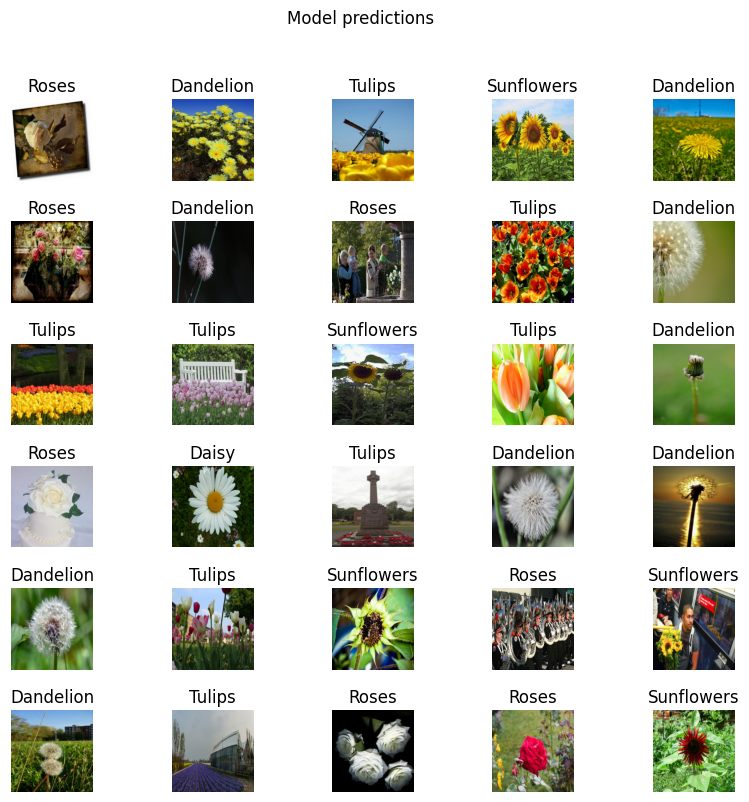 Model predictions
Roses Dandelion Tulips Sunflowers Dandelion
Roses Dandelion Roses Tulips Dandelion
Tulips Tulips Sunflowers Tulips Dandelion
Roses Daisy Tulips Dandelion Dandelion
Dandelion Tulips Sunflowers Roses Sunflowers
Dandelion Tulips Roses Roses Sunflowers